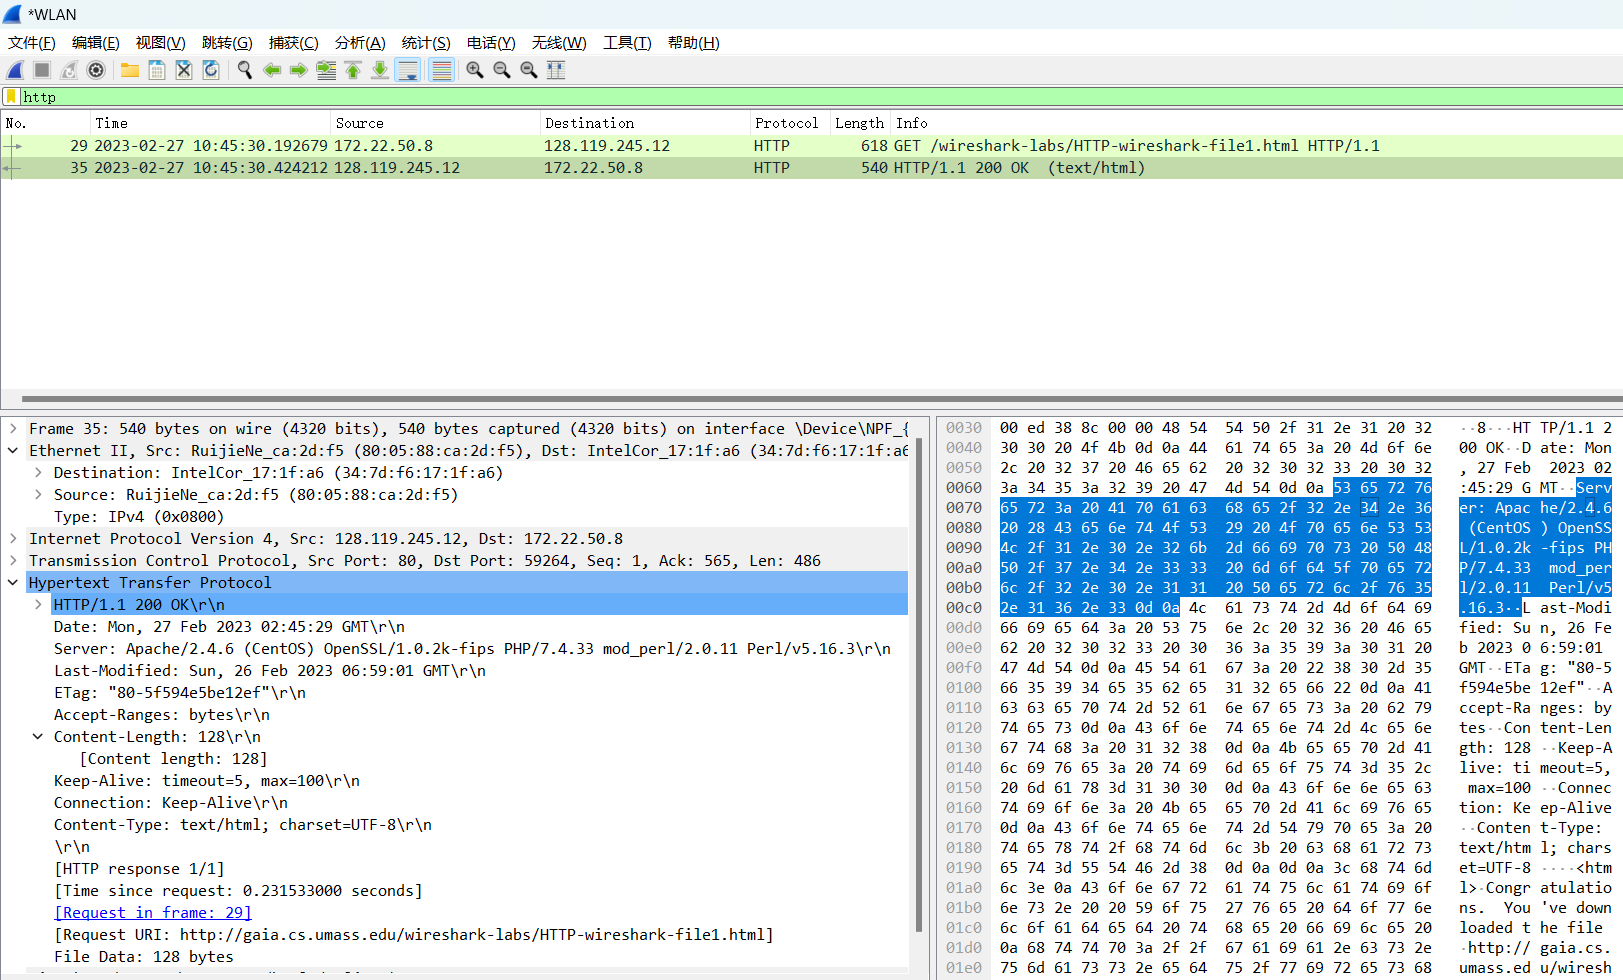 *WLAN
文件(F) 编辑(E) 视图(V) 跳转(G) 捕获(C) 分析(A) 统计(S) 电话(Y) 无线(W) 工具(T) 帮助(H)
http
No. Time Source Destination Protocol Length Info
29 2023-02-27 10:45:30.192679 172.22.50.8 128.119.245.12 HTTP 618 GET /wireshark-labs/HTTP-wireshark-file1.html HTTP/1.1
35 2023-02-27 10:45:30.424212 128.119.245.12 172.22.50.8 HTTP 540 HTTP/1.1 200 OK  (text/html)
Frame 35: 540 bytes on wire (4320 bits), 540 bytes captured (4320 bits) on interface \Device\NPF_{
Ethernet II, Src: RuijieNe_ca:2d:f5 (80:05:88:ca:2d:f5), Dst: IntelCor_17:1f:a6 (34:7d:f6:17:1f:a6
Destination: IntelCor_17:1f:a6 (34:7d:f6:17:1f:a6)
Source: RuijieNe_ca:2d:f5 (80:05:88:ca:2d:f5)
Type: IPv4 (0x0800)
Internet Protocol Version 4, Src: 128.119.245.12, Dst: 172.22.50.8
Transmission Control Protocol, Src Port: 80, Dst Port: 59264, Seq: 1, Ack: 565, Len: 486
Hypertext Transfer Protocol
HTTP/1.1 200 OK\r\n
Date: Mon, 27 Feb 2023 02:45:29 GMT\r\n
Server: Apache/2.4.6 (CentOS) OpenSSL/1.0.2k-fips PHP/7.4.33 mod_perl/2.0.11 Perl/v5.16.3\r\n
Last-Modified: Sun, 26 Feb 2023 06:59:01 GMT\r\n
ETag: "80-5f594e5be12ef"\r\n
Accept-Ranges: bytes\r\n
Content-Length: 128\r\n
[Content length: 128]
Keep-Alive: timeout=5, max=100\r\n
Connection: Keep-Alive\r\n
Content-Type: text/html; charset=UTF-8\r\n
\r\n
[HTTP response 1/1]
[Time since request: 0.231533000 seconds]
[Request in frame: 29]
[Request URI: http://gaia.cs.umass.edu/wireshark-labs/HTTP-wireshark-file1.html]
File Data: 128 bytes
0030 00 ed 38 8c 00 00 48 54 54 50 2f 31 2e 31 20 32 ··8···HT TP/1.1 2
0040 30 30 20 4f 4b 0d 0a 44 61 74 65 3a 20 4d 6f 6e 00 OK··D ate: Mon
0050 2c 20 32 37 20 46 65 62 20 32 30 32 33 20 30 32 , 27 Feb  2023 02
0060 3a 34 35 3a 32 39 20 47 4d 54 0d 0a 53 65 72 76 :45:29 G MT··Serv
0070 65 72 3a 20 41 70 61 63 68 65 2f 32 2e 34 2e 36 er: Apac he/2.4.6
0080 20 28 43 65 6e 74 4f 53 29 20 4f 70 65 6e 53 53 (CentOS ) OpenSS
0090 4c 2f 31 2e 30 2e 32 6b 2d 66 69 70 73 20 50 48 L/1.0.2k -fips PH
00a0 50 2f 37 2e 34 2e 33 33 20 6d 6f 64 5f 70 65 72 P/7.4.33  mod_per
00b0 6c 2f 32 2e 30 2e 31 31 20 50 65 72 6c 2f 76 35 l/2.0.11  Perl/v5
00c0 2e 31 36 2e 33 0d 0a 4c 61 73 74 2d 4d 6f 64 69 .16.3··L ast-Modi
00d0 66 69 65 64 3a 20 53 75 6e 2c 20 32 36 20 46 65 fied: Su n, 26 Fe
00e0 62 20 32 30 32 33 20 30 36 3a 35 39 3a 30 31 20 b 2023 0 6:59:01
00f0 47 4d 54 0d 0a 45 54 61 67 3a 20 22 38 30 2d 35 GMT··ETa g: "80-5
0100 66 35 39 34 65 35 62 65 31 32 65 66 22 0d 0a 41 f594e5be 12ef"··A
0110 63 63 65 70 74 2d 52 61 6e 67 65 73 3a 20 62 79 ccept-Ra nges: by
0120 74 65 73 0d 0a 43 6f 6e 74 65 6e 74 2d 4c 65 6e tes··Con tent-Len
0130 67 74 68 3a 20 31 32 38 0d 0a 4b 65 65 70 2d 41 gth: 128 ··Keep-A
0140 6c 69 76 65 3a 20 74 69 6d 65 6f 75 74 3d 35 2c live: ti meout=5,
0150 20 6d 61 78 3d 31 30 30 0d 0a 43 6f 6e 6e 65 63 max=100 ··Connec
0160 74 69 6f 6e 3a 20 4b 65 65 70 2d 41 6c 69 76 65 tion: Ke ep-Alive
0170 0d 0a 43 6f 6e 74 65 6e 74 2d 54 79 70 65 3a 20 ··Conten t-Type:
0180 74 65 78 74 2f 68 74 6d 6c 3b 20 63 68 61 72 73 text/htm l; chars
0190 65 74 3d 55 54 46 2d 38 0d 0a 0d 0a 3c 68 74 6d et=UTF-8 ····<htm
01a0 6c 3e 0a 43 6f 6e 67 72 61 74 75 6c 61 74 69 6f l>·Congr atulatio
01b0 6e 73 2e 20 20 59 6f 75 27 76 65 20 64 6f 77 6e ns.  You 've down
01c0 6c 6f 61 64 65 64 20 74 68 65 20 66 69 6c 65 20 loaded t he file
01d0 0a 68 74 74 70 3a 2f 2f 67 61 69 61 2e 63 73 2e ·http:// gaia.cs.
01e0 75 6d 61 73 73 2e 65 64 75 2f 77 69 72 65 73 68 umass.ed u/wiresh